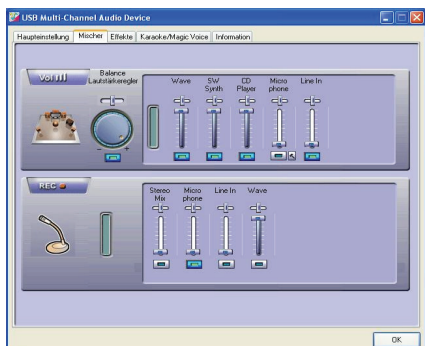 USB Multi-Channel Audio Device
Haupteinstellung Mischer Effekte Karaoke/Magic Voice Information
Vol
Balance
Lautstärkeregler
Wave SW Synth CD Player Micro phone Line In
- +
REC
Stereo Mix Micro phone Line In Wave
OK